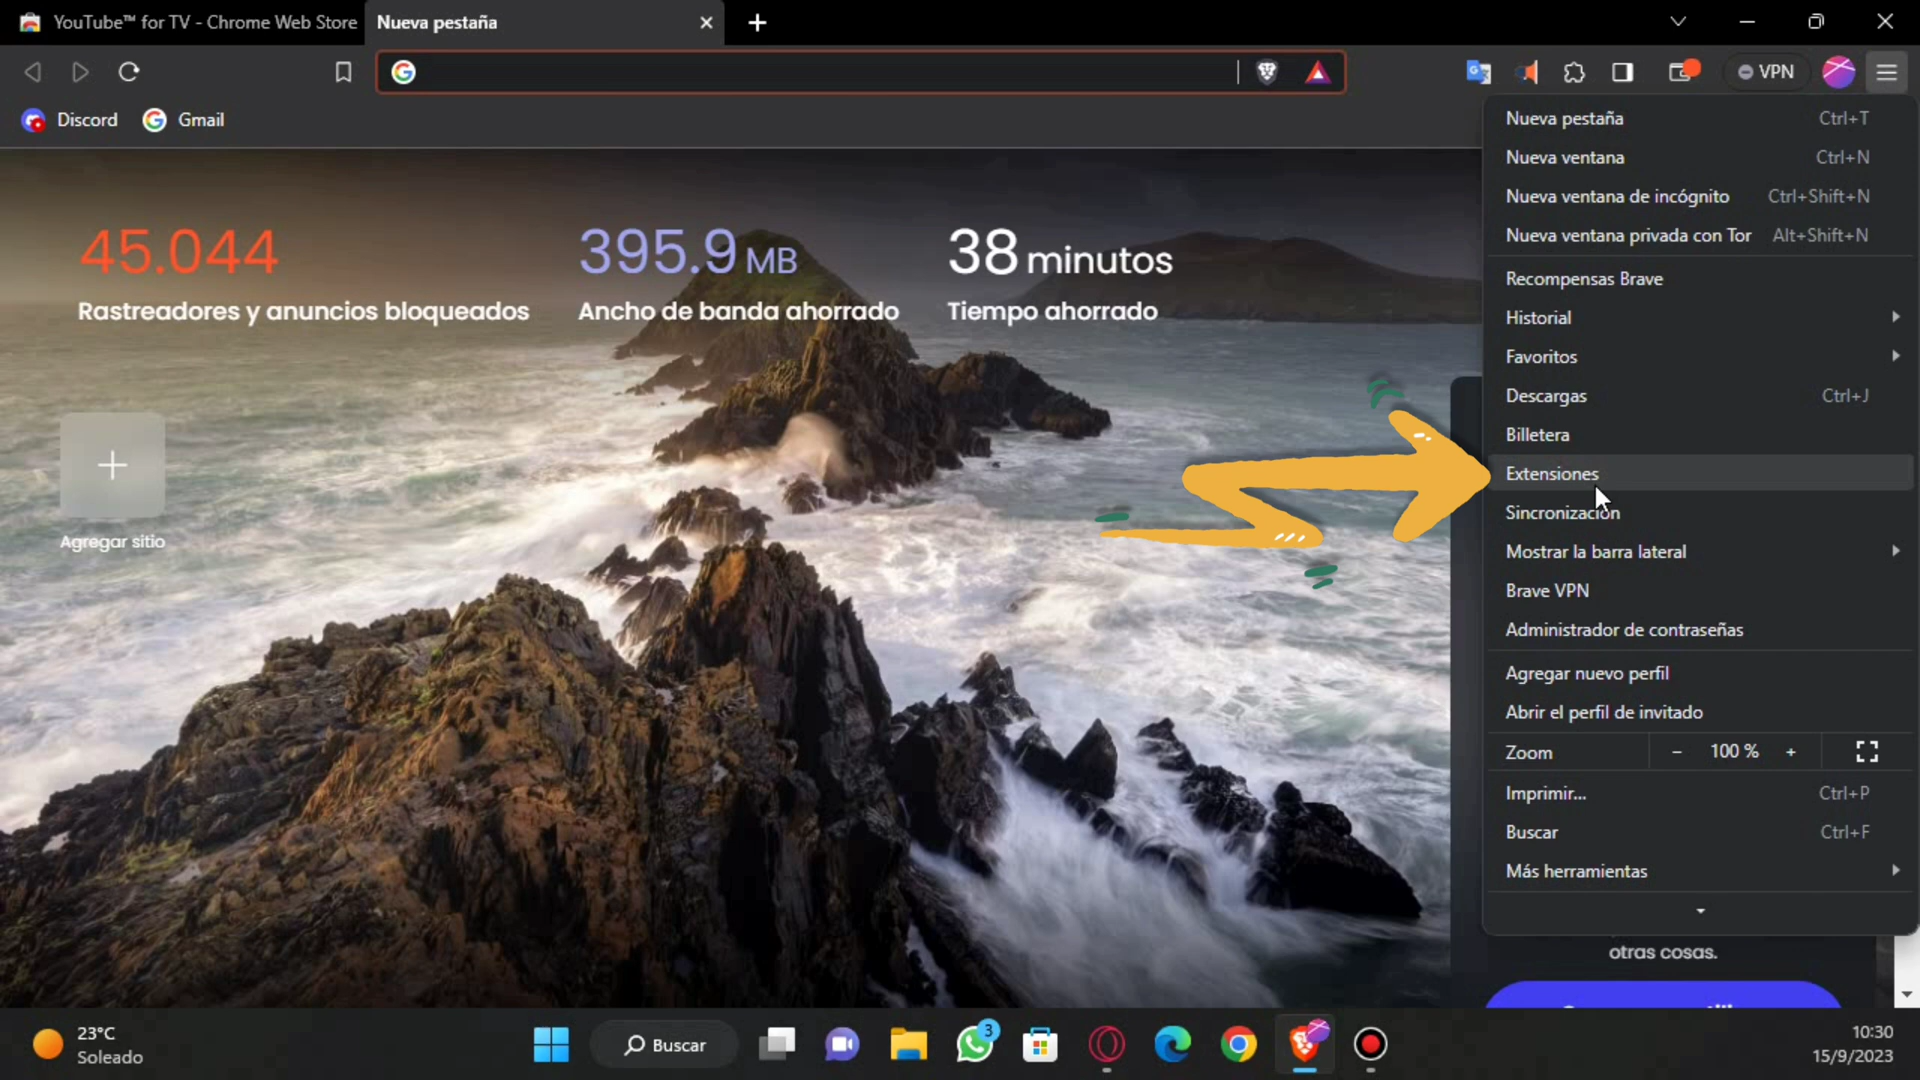 YouTube™ for TV - Chrome Web Store
Nueva pestaña
VPN
Discord
Gmail
45.044
Rastreadores y anuncios bloqueados
395.9 MB
Ancho de banda ahorrado
38 minutos
Tiempo ahorrado
Agregar sitio
Nueva pestaña Ctrl+T
Nueva ventana Ctrl+N
Nueva ventana de incógnito Ctrl+Shift+N
Nueva ventana privada con Tor Alt+Shift+N
Recompensas Brave
Historial
Favoritos
Descargas Ctrl+J
Billetera
Extensiones
Sincronización
Mostrar la barra lateral
Brave VPN
Administrador de contraseñas
Agregar nuevo perfil
Abrir el perfil de invitado
Zoom - 100 % +
Imprimir... Ctrl+P
Buscar Ctrl+F
Más herramientas
otras cosas.
23°C
Soleado
Buscar
3
10:30
15/9/2023